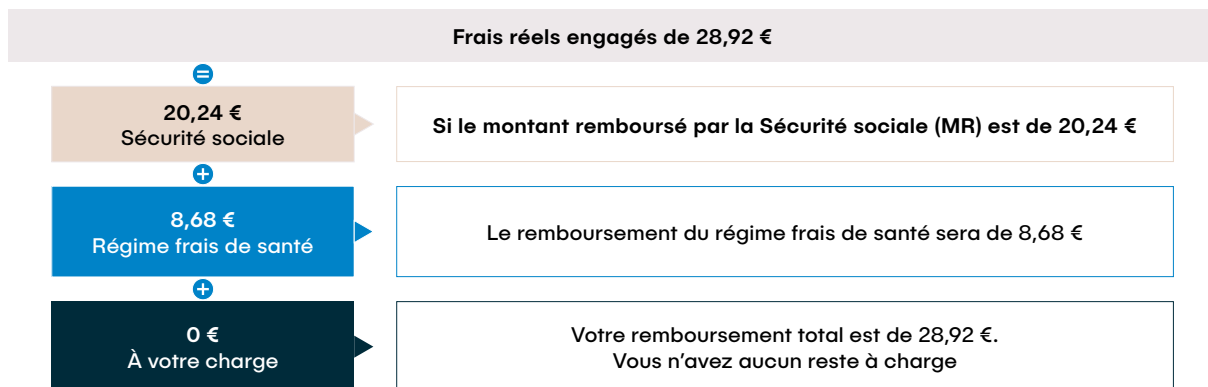 Frais réels engagés de 28,92 €
=
20,24 €
Sécurité sociale
Si le montant remboursé par la Sécurité sociale (MR) est de 20,24 €
+
8,68 €
Régime frais de santé
Le remboursement du régime frais de santé sera de 8,68 €
+
0 €
À votre charge
Votre remboursement total est de 28,92 €.
Vous n’avez aucun reste à charge